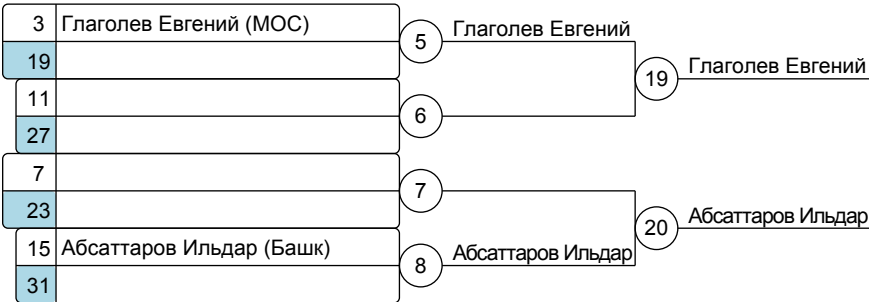 3 Глаголев Евгений (МОС)
5 Глаголев Евгений
19
19 Глаголев Евгений
11
6
27
7
7
23
20 Абсаттаров Ильдар
15 Абсаттаров Ильдар (Башк)
8 Абсаттаров Ильдар
31